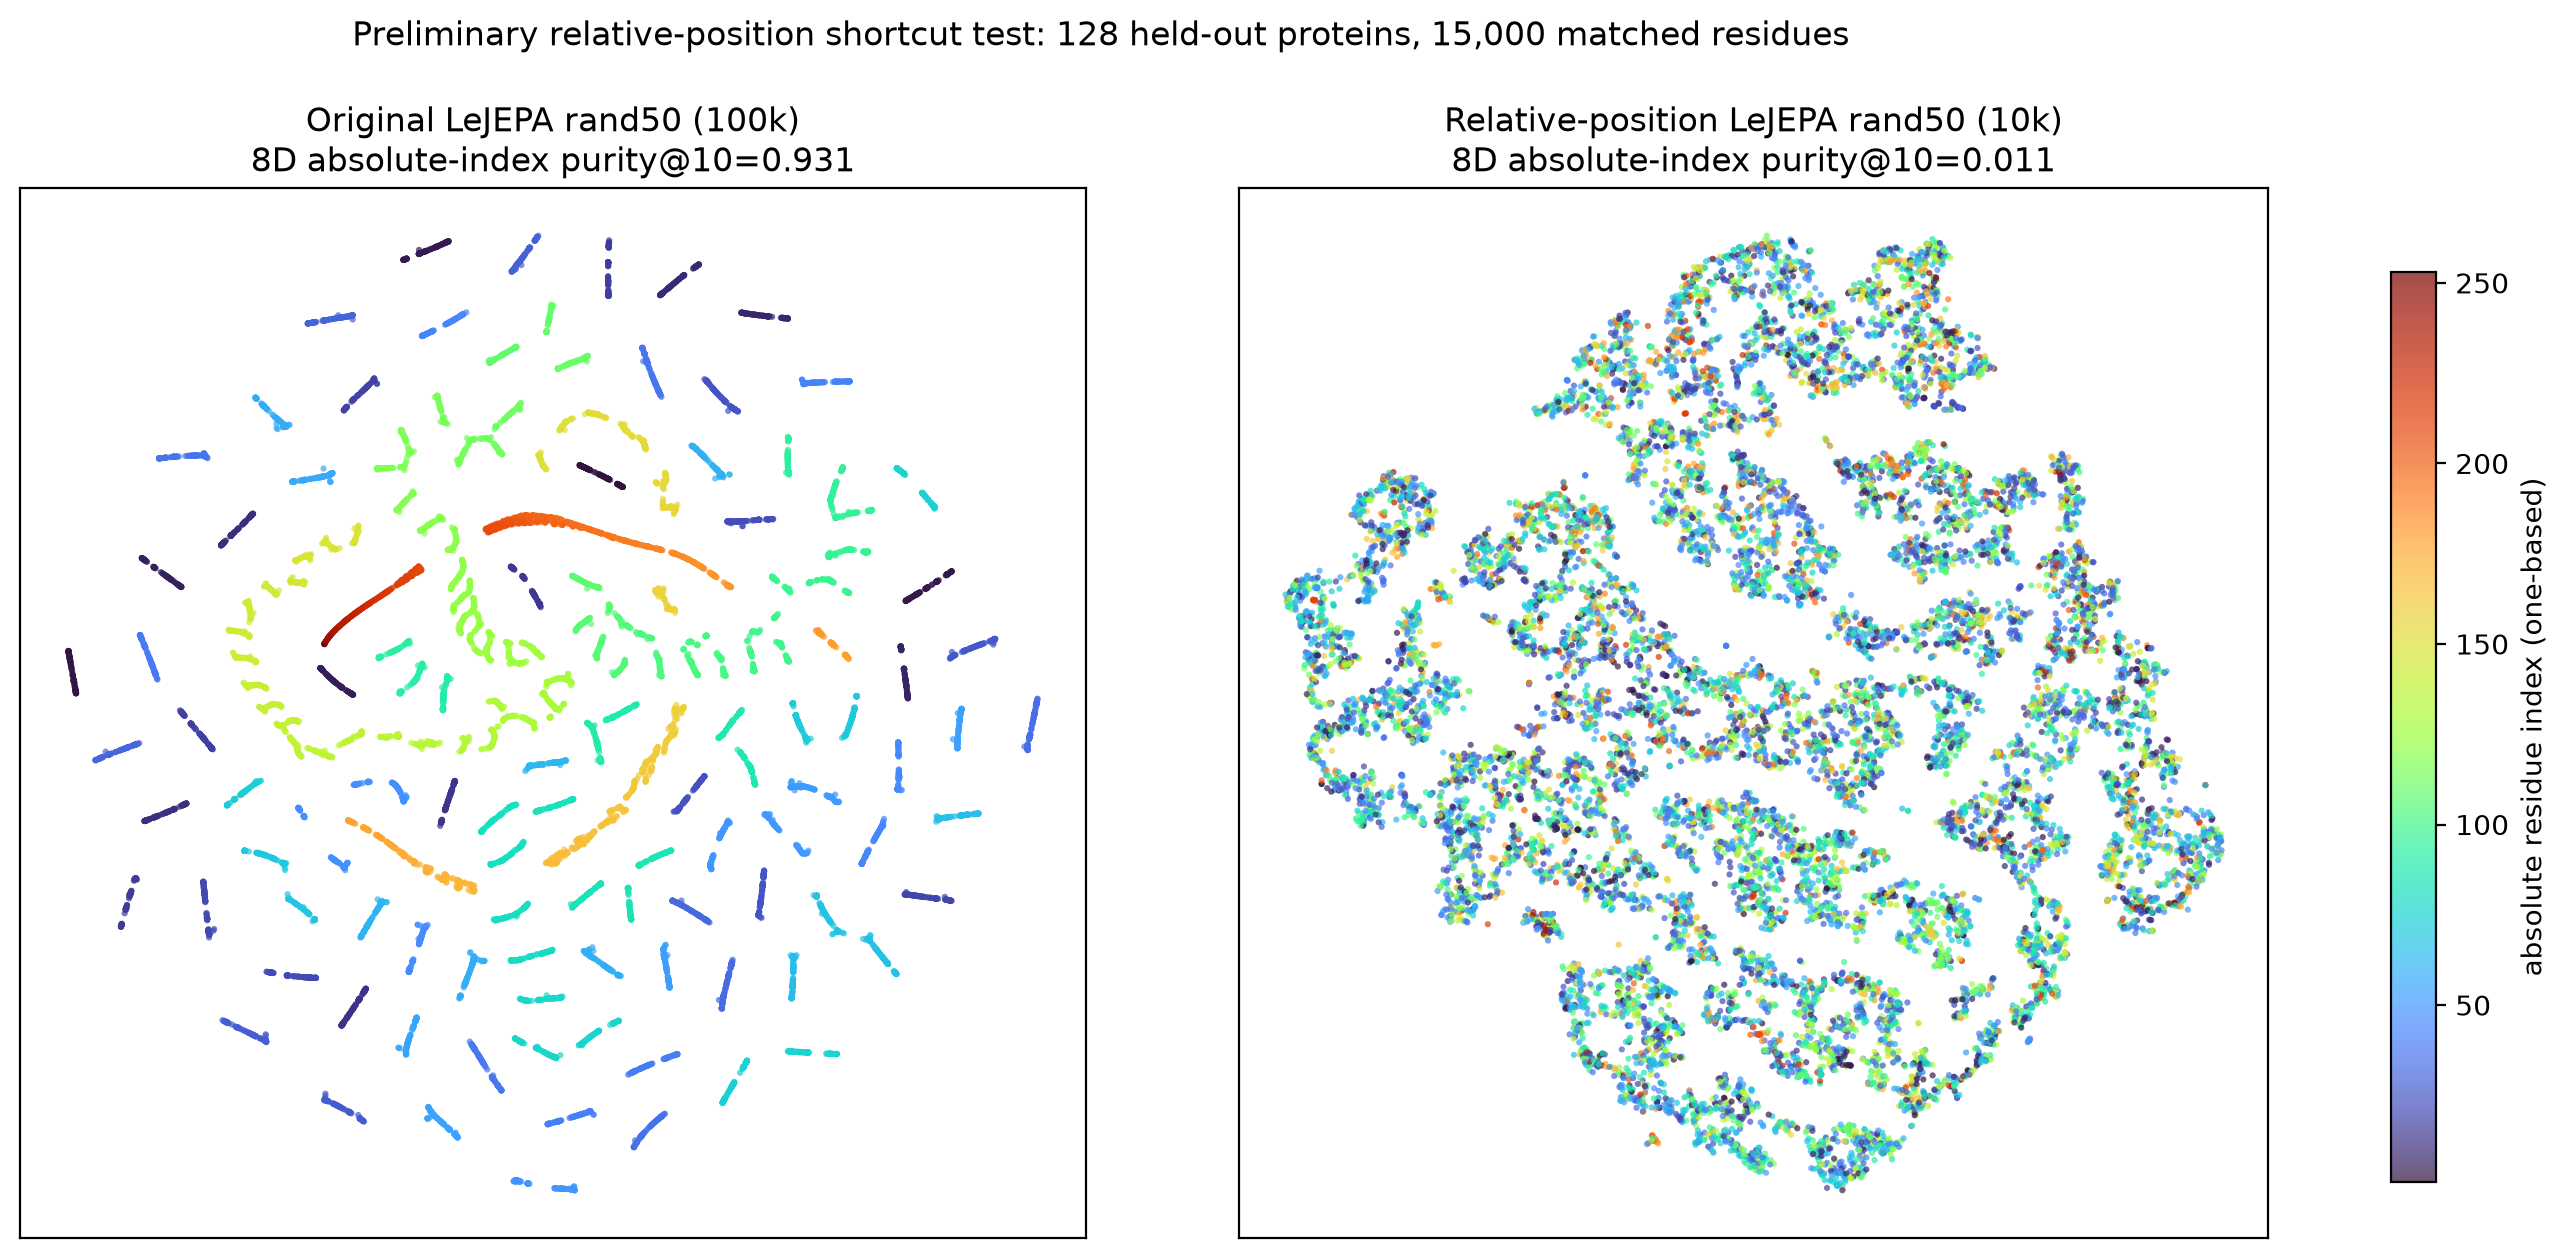 Preliminary relative-position shortcut test: 128 held-out proteins, 15,000 matched residues
Original LeJEPA rand50 (100k)
8D absolute-index purity@10=0.931
Relative-position LeJEPA rand50 (10k)
8D absolute-index purity@10=0.011
250
200
150
100
50
absolute residue index (one-based)